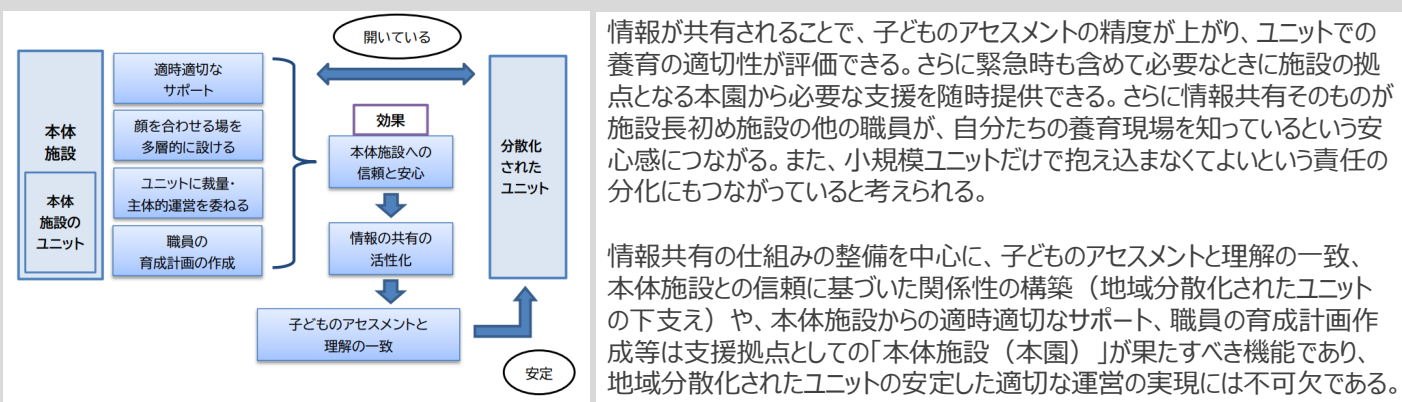 開いている
本体
施設
本体
施設の
ユニット
適時適切な
サポート
顔を合わせる場を
多層的に設ける
ユニットに裁量・
主体的運営を委ねる
職員の
育成計画の作成
効果
本体施設への
信頼と安心
情報の共有の
活性化
子どものアセスメントと
理解の一致
分散化
された
ユニット
安定
情報が共有されることで、子どものアセスメントの精度が上がり、ユニットでの
養育の適切性が評価できる。さらに緊急時も含めて必要なときに施設の拠
点となる本園から必要な支援を随時提供できる。さらに情報共有そのものが
施設長初め施設の他の職員が、自分たちの養育現場を知っているという安
心感につながる。また、小規模ユニットだけで抱え込まなくてよいという責任の
分化にもつながっていると考えられる。
情報共有の仕組みの整備を中心に、子どものアセスメントと理解の一致、
本体施設との信頼に基づいた関係性の構築（地域分散化されたユニット
の下支え）や、本体施設からの適時適切なサポート、職員の育成計画作
成等は支援拠点としての「本体施設（本園）」が果たすべき機能であり、
地域分散化されたユニットの安定した適切な運営の実現には不可欠である。